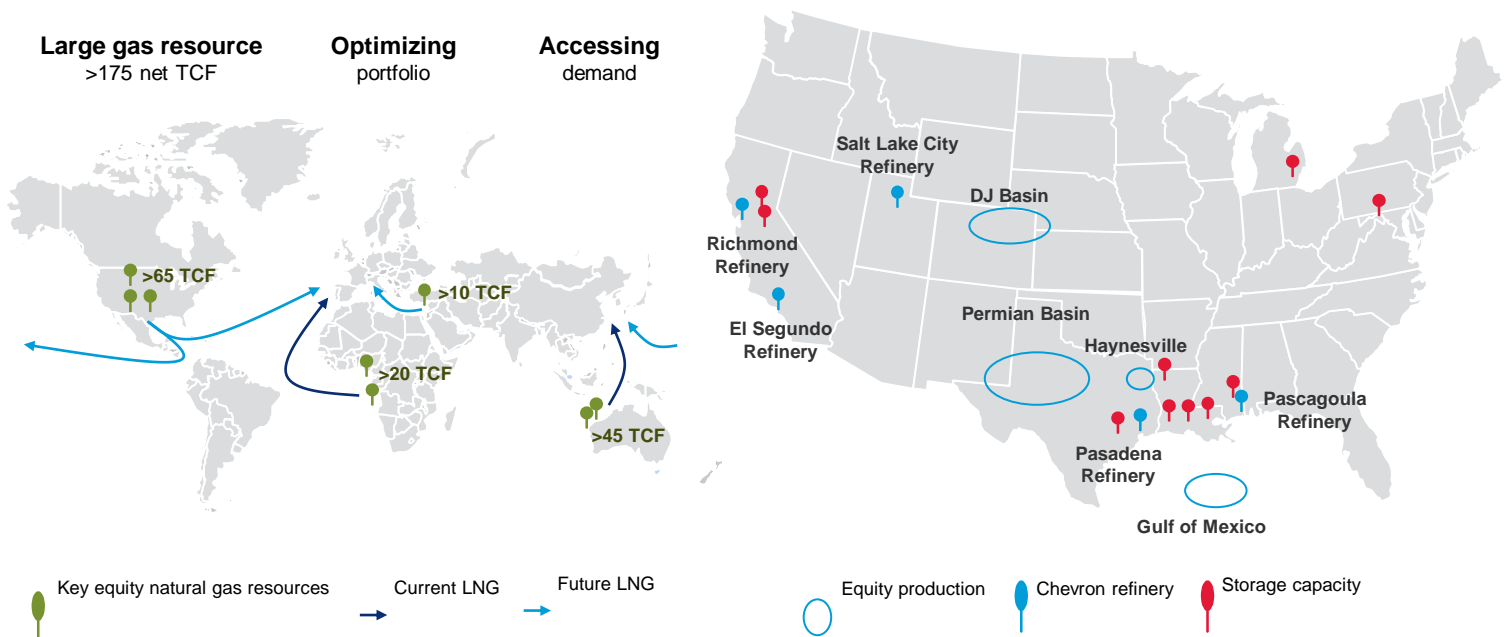 Large gas resource
>175 net TCF
Optimizing
portfolio
Accessing
demand
>65 TCF
>10 TCF
>20 TCF
>45 TCF
Key equity natural gas resources
Current LNG
Future LNG
Salt Lake City
Refinery
DJ Basin
Richmond
Refinery
El Segundo
Refinery
Permian Basin
Haynesville
Pascagoula
Refinery
Pasadena
Refinery
Gulf of Mexico
Equity production
Chevron refinery
Storage capacity